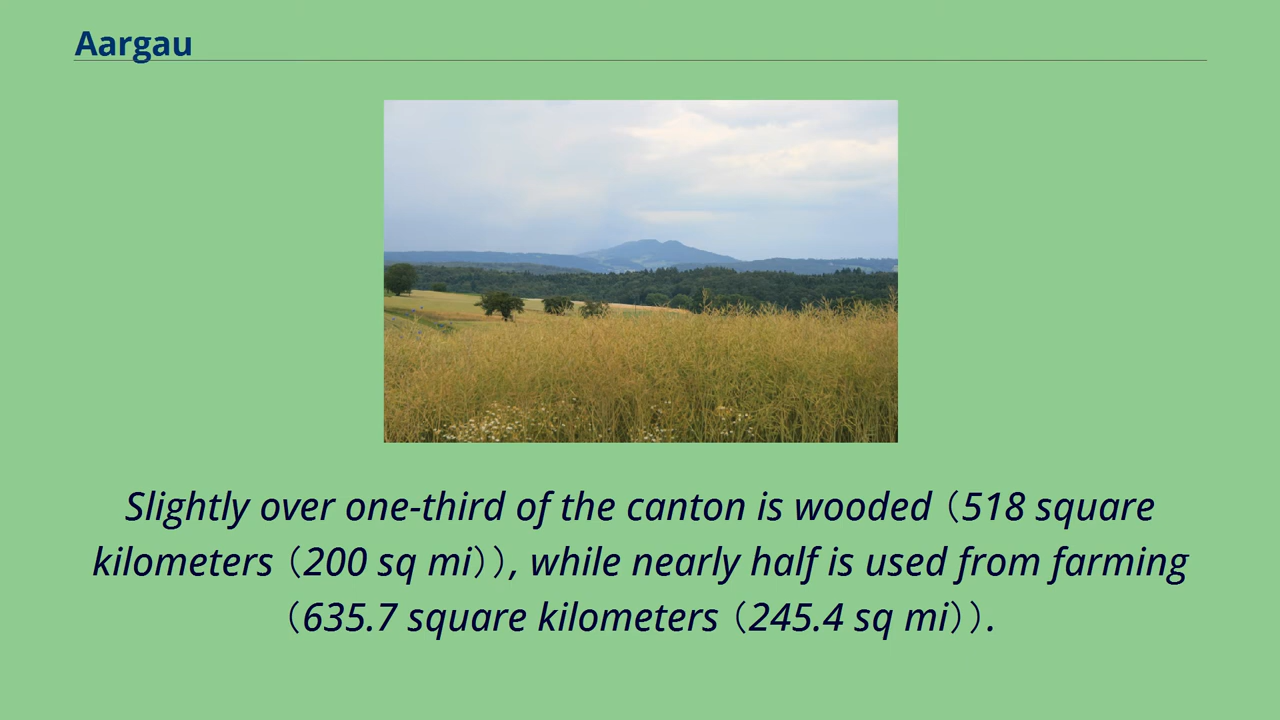 Aargau
Slightly over one-third of the canton is wooded（518 square
kilometers（200 sq mi））, while nearly half is used from farming
（635.7 square kilometers（245.4 sq mi））.